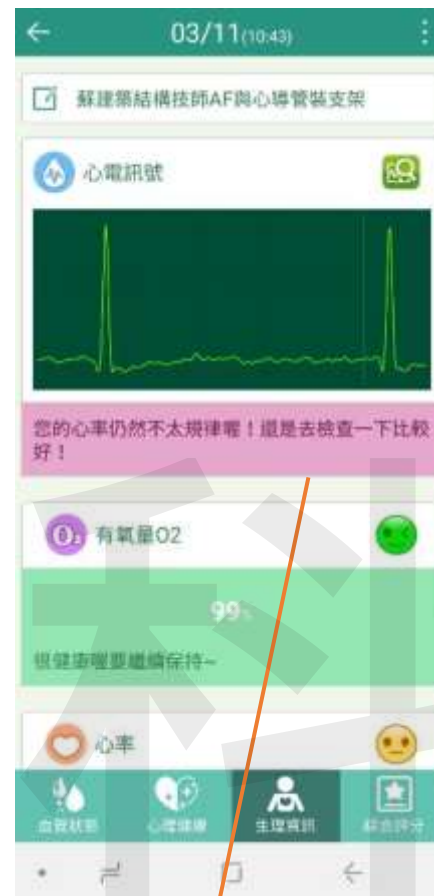 03/11(10:43)
蘇建築結構技師AF與心導管裝支架
心電訊號
您的心率仍然不太規律喔！還是去檢查一下比較
好！
有氧量O2
99%
很健康喔要繼續保持~
心率
血管狀態
心理健康
生理資訊
綜合評分